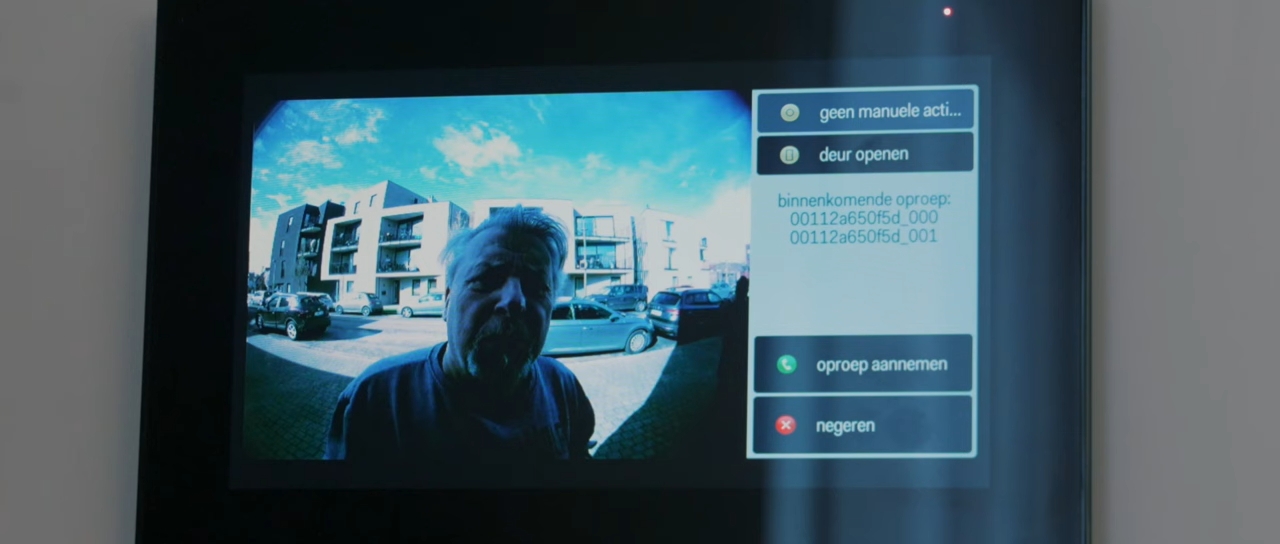 geen manuele acti...
deur openen
binnenkomende oproep:
00112a650f5d_000
00112a650f5d_001
oproep aannemen
negeren